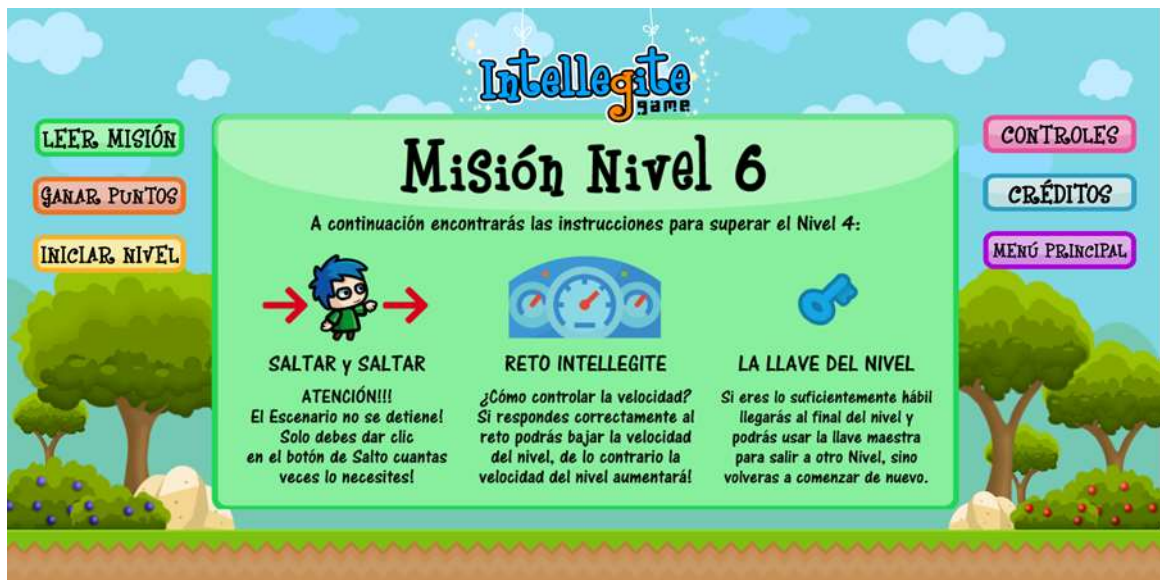 Intellegite
game
LEER MISIÓN
GANAR PUNTOS
INICIAR NIVEL
Misión Nivel 6
A continuación encontrarás las instrucciones para superar el Nivel 4:
SALTAR y SALTAR
ATENCIÓN!!!
El Escenario no se detiene!
Solo debes dar clic
en el botón de Salto cuantas
veces lo necesites!
RETO INTELLEGITE
¿Cómo controlar la velocidad?
Si respondes correctamente al
reto podrás bajar la velocidad
del nivel, de lo contrario la
velocidad del nivel aumentará!
LA LLAVE DEL NIVEL
Si eres lo suficientemente hábil
llegarás al final del nivel y
podrás usar la llave maestra
para salir a otro Nivel, sino
volveras a comenzar de nuevo.
CONTROLES
CRÉDITOS
MENÚ PRINCIPAL